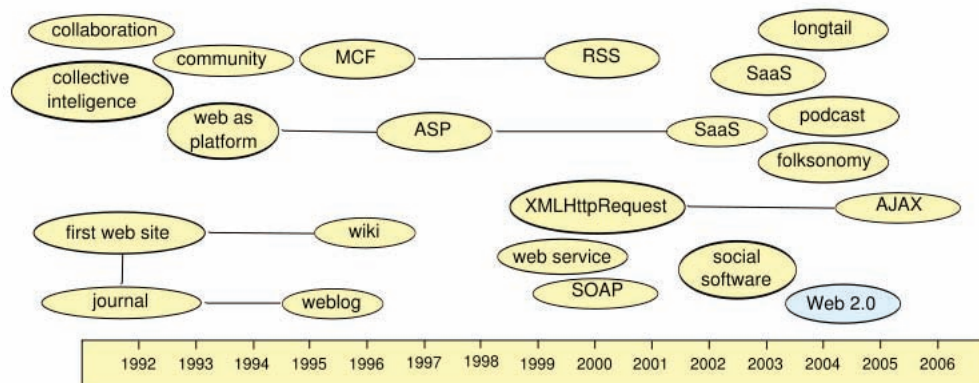 collaboration
longtail
community
MCF
RSS
SaaS
collective
inteligence
podcast
web as
platform
ASP
SaaS
folksonomy
XMLHttpRequest
AJAX
first web site
wiki
web service
social
software
SOAP
journal
weblog
Web 2.0
1992 1993 1994 1995 1996 1997 1998 1999 2000 2001 2002 2003 2004 2005 2006